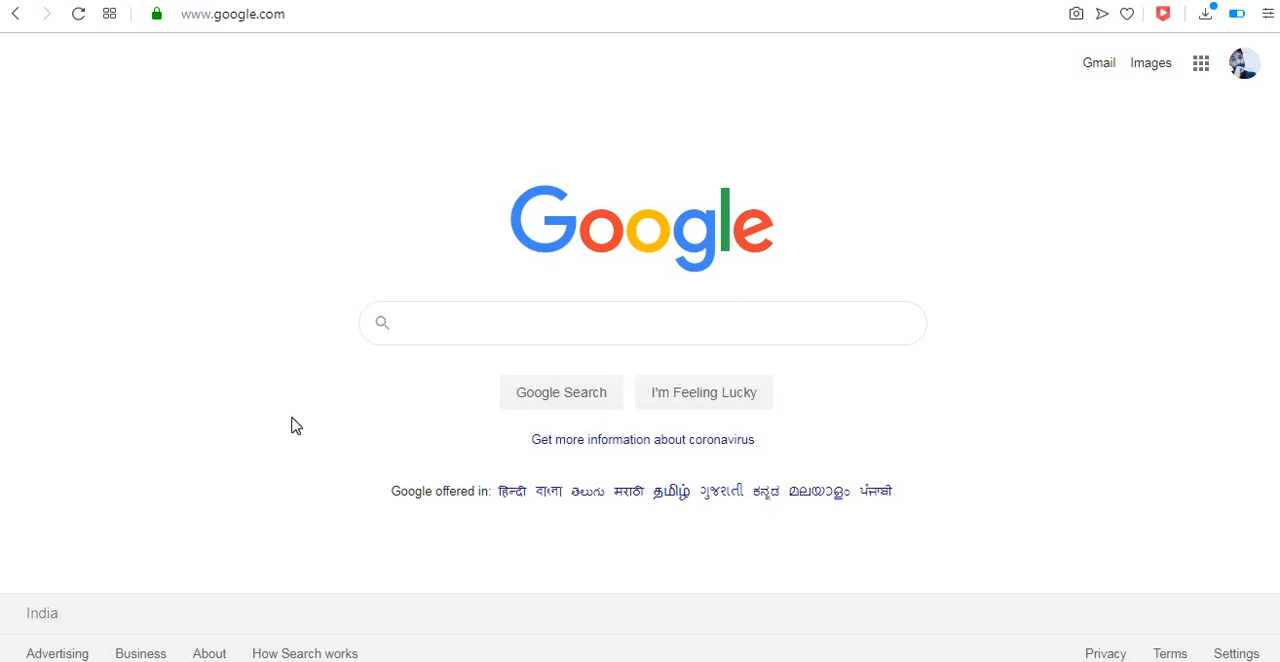 www.google.com
Gmail Images
Google
Google Search I'm Feeling Lucky
Get more information about coronavirus
Google offered in: हिन्दी বাংলা తెలుగు मराठी தமிழ் ગુજરાતી ಕನ್ನಡ മലയാളം ਪੰਜਾਬੀ
India
Advertising Business About How Search works Privacy Terms Settings